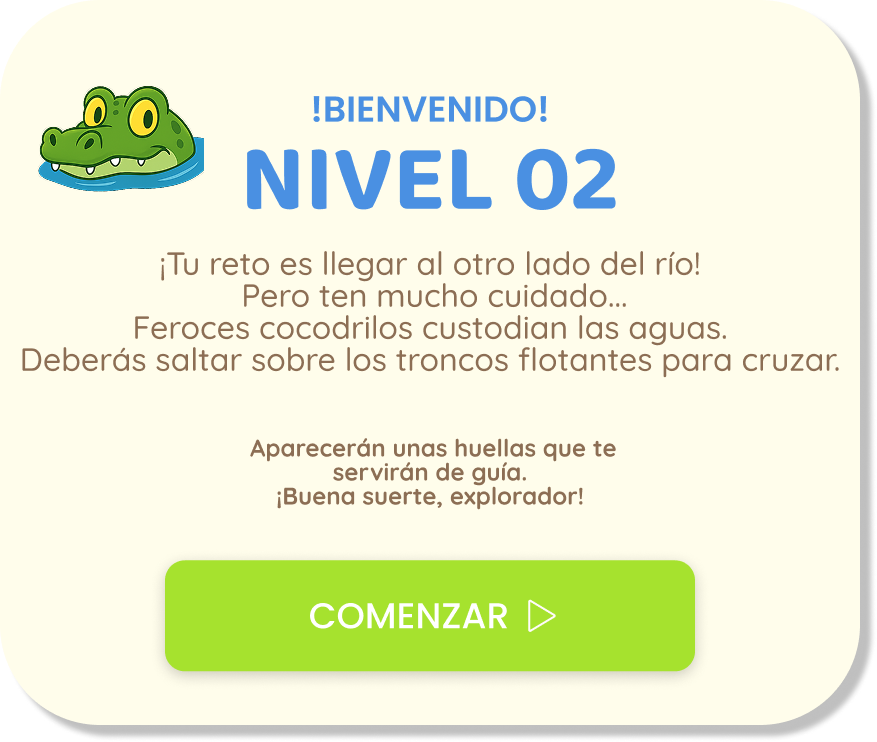 !BIENVENIDO!
NIVEL 02
¡Tu reto es llegar al otro lado del río!
Pero ten mucho cuidado...
Feroces cocodrilos custodian las aguas.
Deberás saltar sobre los troncos flotantes para cruzar.
Aparecerán unas huellas que te
servirán de guía.
¡Buena suerte, explorador!
COMENZAR